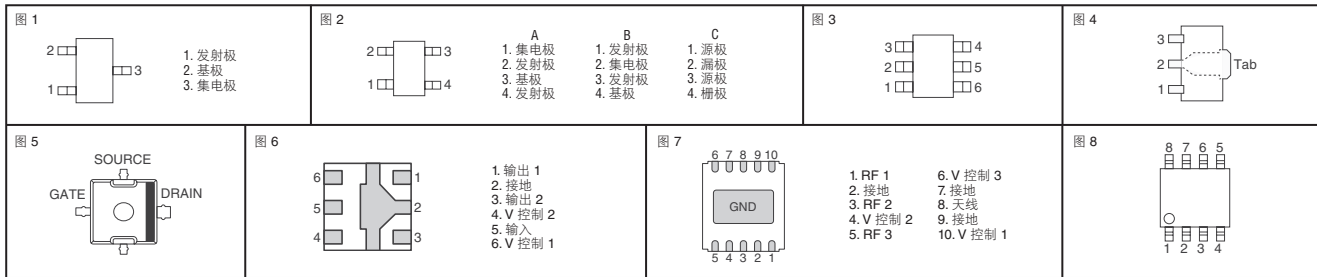 图 1
2
1
3
1. 发射极
2. 基极
3. 集电极
图 2
2
3
1
4
A
1. 集电极
2. 发射极
3. 基极
4. 发射极
B
1. 发射极
2. 集电极
3. 发射极
4. 基极
C
1. 源极
2. 漏极
3. 源极
4. 栅极
图 3
3
4
2
5
1
6
图 4
3
2
1
Tab
图 5
SOURCE
GATE
DRAIN
图 6
6
1
5
2
4
3
1. 输出 1
2. 接地
3. 输出 2
4. V 控制 2
5. 输入
6. V 控制 1
图 7
6 7 8 9 10
GND
5 4 3 2 1
1. RF 1
2. 接地
3. RF 2
4. V 控制 2
5. RF 3
6. V 控制 3
7. 接地
8. 天线
9. 接地
10. V 控制 1
图 8
8 7 6 5
1 2 3 4